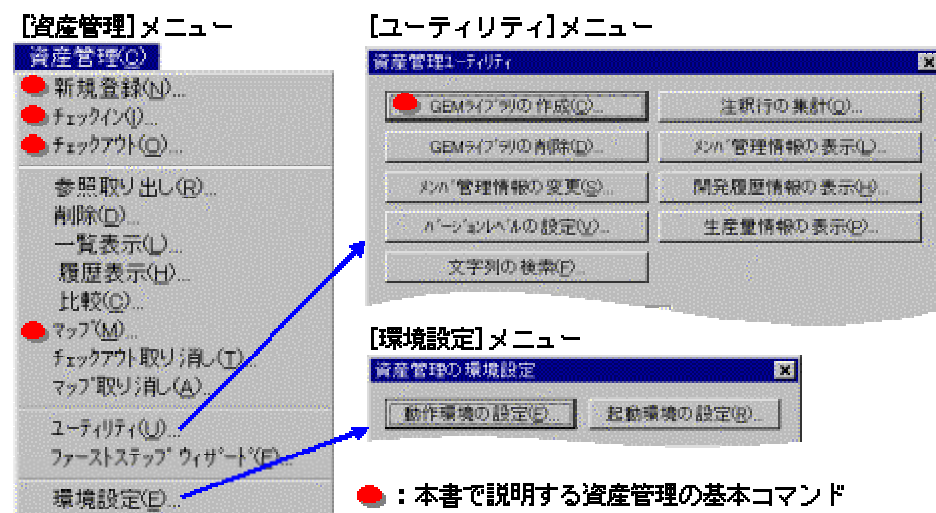 [資産管理]メニュー
資産管理(C)
新規登録(N)...
チェックイン(I)...
チェックアウト(O)...
参照取り出し(R)...
削除(D)...
一覧表示(L)...
履歴表示(H)...
比較(C)...
マップ(M)...
チェックアウト取り消し(T)...
マップ取り消し(A)...
ユーティリティ(U)...
ファーストステップ ウィザード(F)...
環境設定(E)...
[ユーティリティ]メニュー
資産管理ユーティリティ
GEMライブラリの作成(C)...
注釈行の集計(O)...
GEMライブラリの削除(D)...
メンバ管理情報の表示(L)...
メンバ管理情報の変更(S)...
開発履歴情報の表示(H)...
バージョンレベルの設定(V)...
生産量情報の表示(P)...
文字列の検索(F)...
[環境設定]メニュー
資産管理の環境設定
動作環境の設定(E)...
起動環境の設定(R)...
：本書で説明する資産管理の基本コマンド